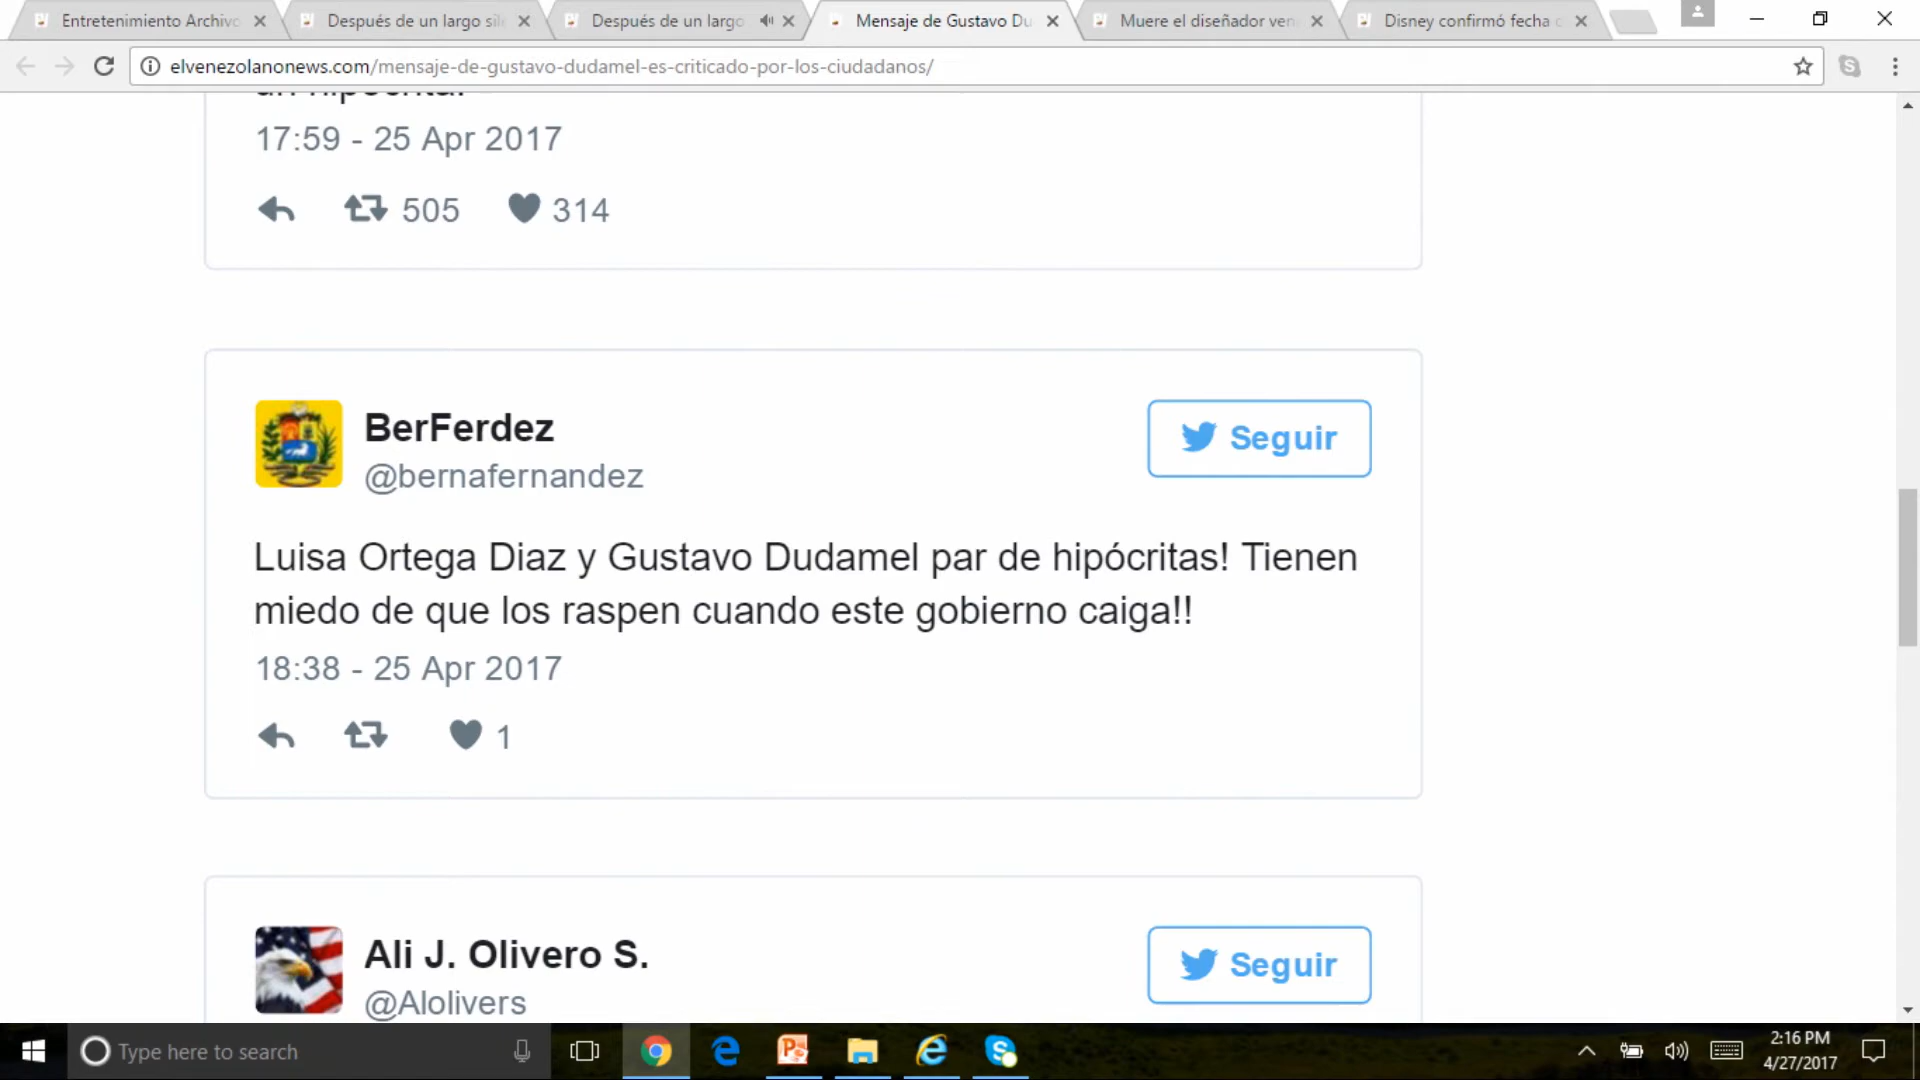 Entretenimiento Archivo
Después de un largo sile
Después de un largo
Mensaje de Gustavo Du
Muere el diseñador ven
Disney confirmó fecha
elvenezolanonews.com/mensaje-de-gustavo-dudamel-es-criticado-por-los-ciudadanos/
un hipócrita.
17:59 - 25 Apr 2017
505 314
BerFerdez
@bernafernandez
Seguir
Luisa Ortega Diaz y Gustavo Dudamel par de hipócritas! Tienen
miedo de que los raspen cuando este gobierno caiga!!
18:38 - 25 Apr 2017
1
Ali J. Olivero S.
@Alolivers
Seguir
Type here to search
2:16 PM
4/27/2017